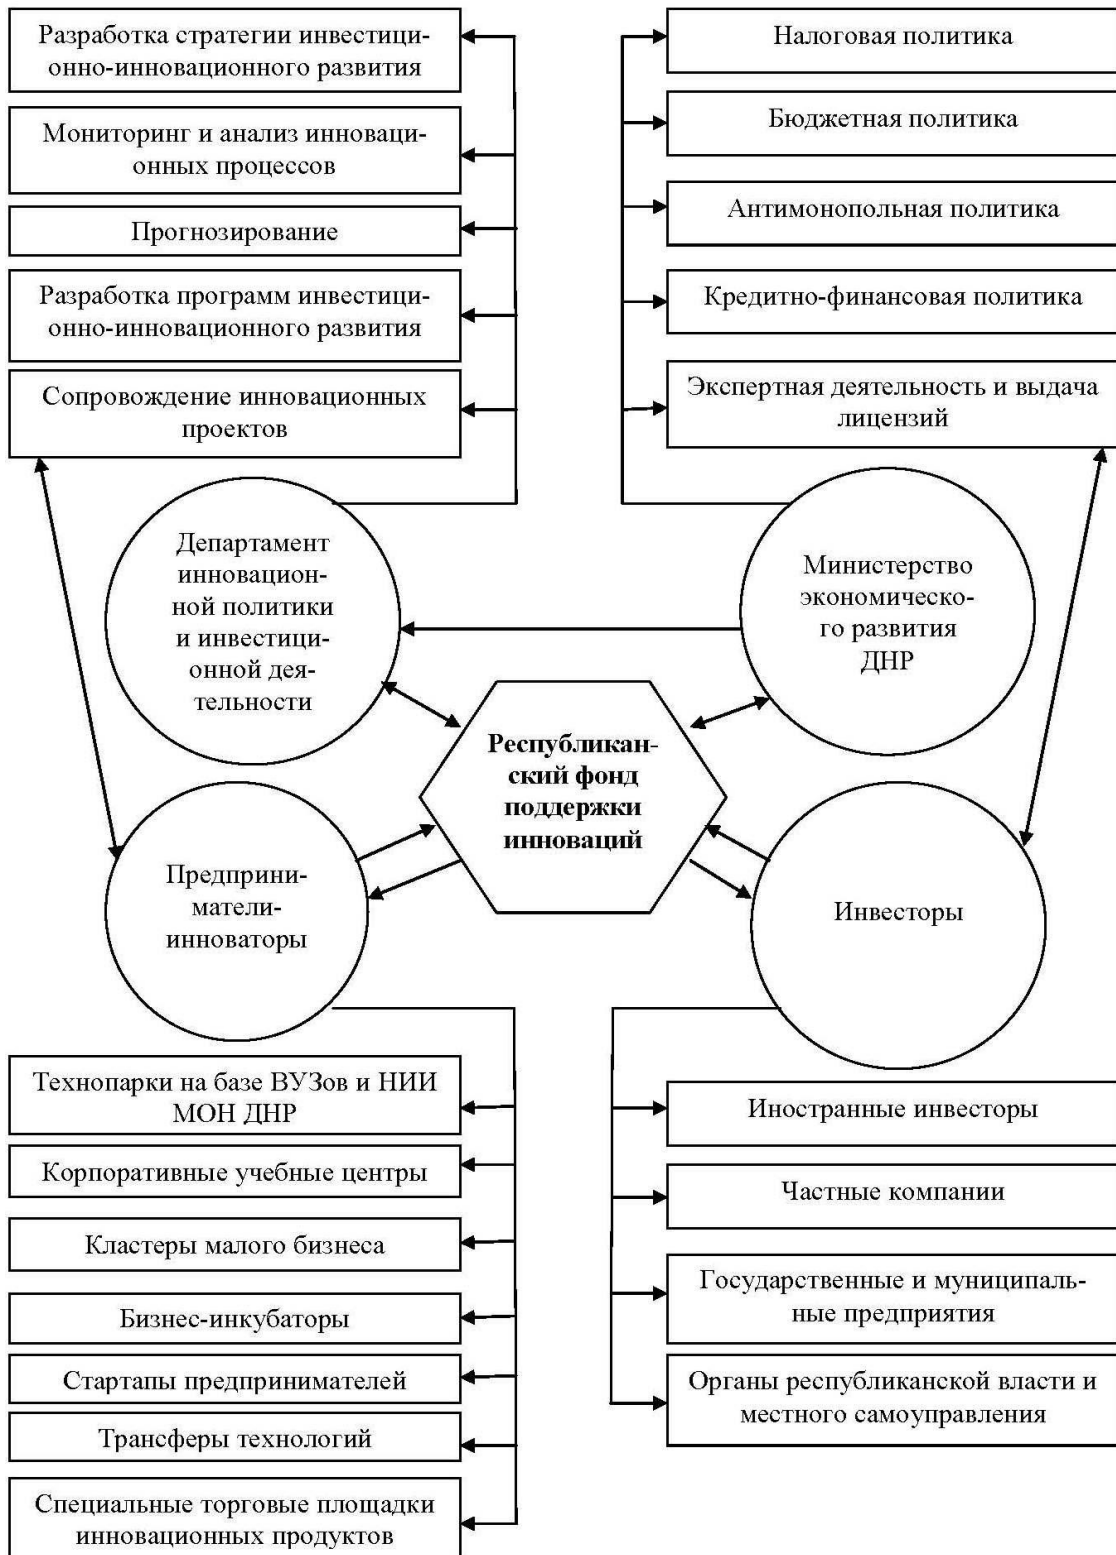 Разработка стратегии инвестици-
онно-инновационного развития
Мониторинг и анализ инноваци-
онных процессов
Прогнозирование
Разработка программ инвестици-
онно-инновационного развития
Сопровождение инновационных
проектов
Налоговая политика
Бюджетная политика
Антимонопольная политика
Кредитно-финансовая политика
Экспертная деятельность и выдача
лицензий
Департамент
инновацион-
ной политики
и инвестици-
онной дея-
тельности
Министерство
экономическо-
го развития
ДНР
Республикан-
ский фонд
поддержки
инноваций
Предприни-
матели-
инноваторы
Инвесторы
Технопарки на базе ВУЗов и НИИ
МОН ДНР
Корпоративные учебные центры
Кластеры малого бизнеса
Бизнес-инкубаторы
Стартапы предпринимателей
Трансферы технологий
Специальные торговые площадки
инновационных продуктов
Иностранные инвесторы
Частные компании
Государственные и муниципаль-
ные предприятия
Органы республиканской власти и
местного самоуправления